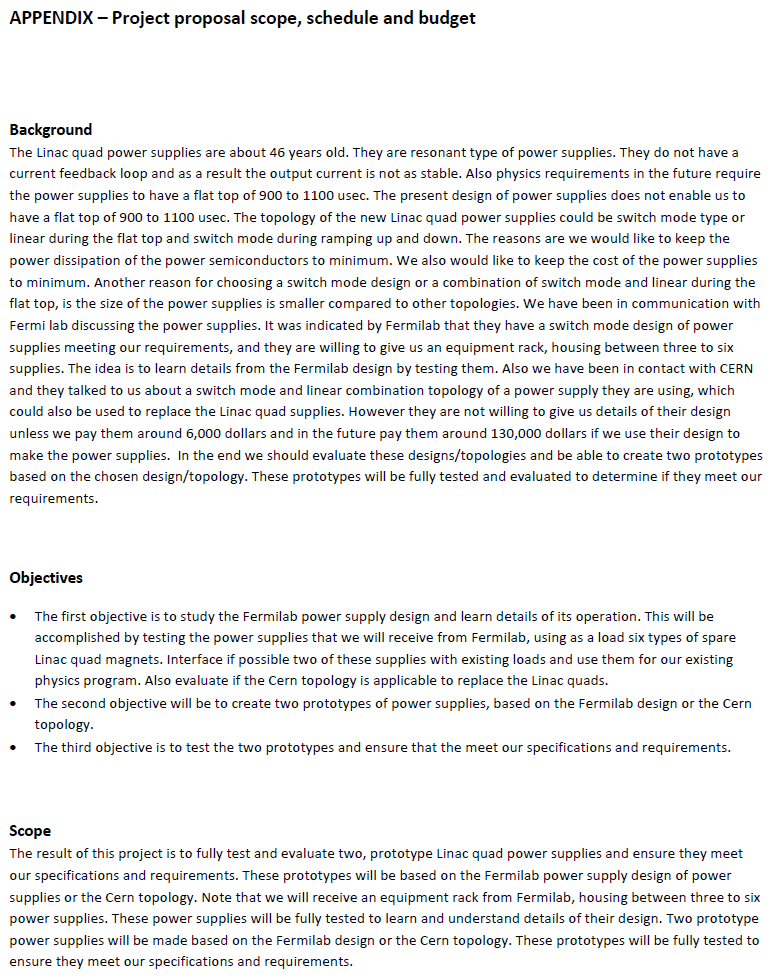 APPENDIX – Project proposal scope, schedule and budget
Background
The Linac quad power supplies are about 46 years old. They are resonant type of power supplies. They do not have a
current feedback loop and as a result the output current is not as stable. Also physics requirements in the future require
the power supplies to have a flat top of 900 to 1100 usec. The present design of power supplies does not enable us to
have a flat top of 900 to 1100 usec. The topology of the new Linac quad power supplies could be switch mode type or
linear during the flat top and switch mode during ramping up and down. The reasons are we would like to keep the
power dissipation of the power semiconductors to minimum. We also would like to keep the cost of the power supplies
to minimum. Another reason for choosing a switch mode design or a combination of switch mode and linear during the
flat top, is the size of the power supplies is smaller compared to other topologies. We have been in communication with
Fermi lab discussing the power supplies. It was indicated by Fermilab that they have a switch mode design of power
supplies meeting our requirements, and they are willing to give us an equipment rack, housing between three to six
supplies. The idea is to learn details from the Fermilab design by testing them. Also we have been in contact with CERN
and they talked to us about a switch mode and linear combination topology of a power supply they are using, which
could also be used to replace the Linac quad supplies. However they are not willing to give us details of their design
unless we pay them around 6,000 dollars and in the future pay them around 130,000 dollars if we use their design to
make the power supplies.  In the end we should evaluate these designs/topologies and be able to create two prototypes
based on the chosen design/topology. These prototypes will be fully tested and evaluated to determine if they meet our
requirements.
Objectives
• The first objective is to study the Fermilab power supply design and learn details of its operation. This will be
accomplished by testing the power supplies that we will receive from Fermilab, using as a load six types of spare
Linac quad magnets. Interface if possible two of these supplies with existing loads and use them for our existing
physics program. Also evaluate if the Cern topology is applicable to replace the Linac quads.
• The second objective will be to create two prototypes of power supplies, based on the Fermilab design or the Cern
topology.
• The third objective is to test the two prototypes and ensure that the meet our specifications and requirements.
Scope
The result of this project is to fully test and evaluate two, prototype Linac quad power supplies and ensure they meet
our specifications and requirements. These prototypes will be based on the Fermilab power supply design of power
supplies or the Cern topology. Note that we will receive an equipment rack from Fermilab, housing between three to six
power supplies. These power supplies will be fully tested to learn and understand details of their design. Two prototype
power supplies will be made based on the Fermilab design or the Cern topology. These prototypes will be fully tested to
ensure they meet our specifications and requirements.